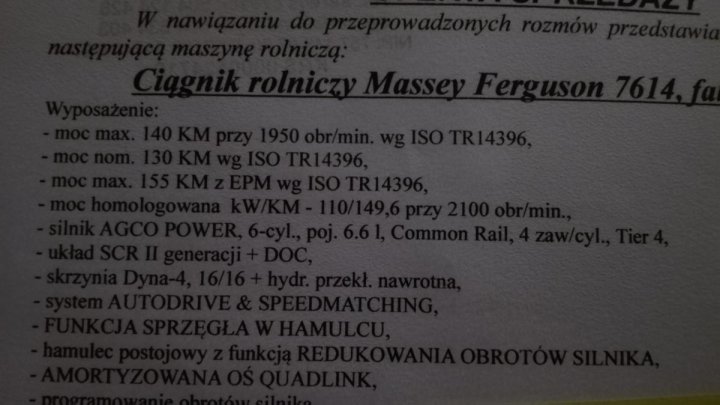 SPRZEDAŻY
W nawiązaniu do przeprowadzonych rozmów
następującą maszynę rolniczą:
Ciągnik rolniczy Massey Ferguson 7614,
Wyposażenie:
- moc max. 140 KM przy 1950 obr/min. wg ISO TR14396,
- moc nom. 130 KM wg ISO TR14396,
- moc max. 155 KM z EPM wg ISO TR14396,
- moc homologowana kW/KM - 110/149,6 przy 2100 obr/min.,
- silnik AGCO POWER, 6-cyl., poj. 6.6 l, Common Rail, 4 zaw/cyl., Tier 4,
- układ SCR II generacji + DOC,
- skrzynia Dyna-4, 16/16 + hydr. przekł. nawrotna,
- system AUTODRIVE & SPEEDMATCHING,
- FUNKCJA SPRZĘGŁA W HAMULCU,
- hamulec postojowy z funkcją REDUKOWANIA OBROTÓW SILNIKA,
- AMORTYZOWANA OŚ QUADLINK,
- programowanie obrotów silnika